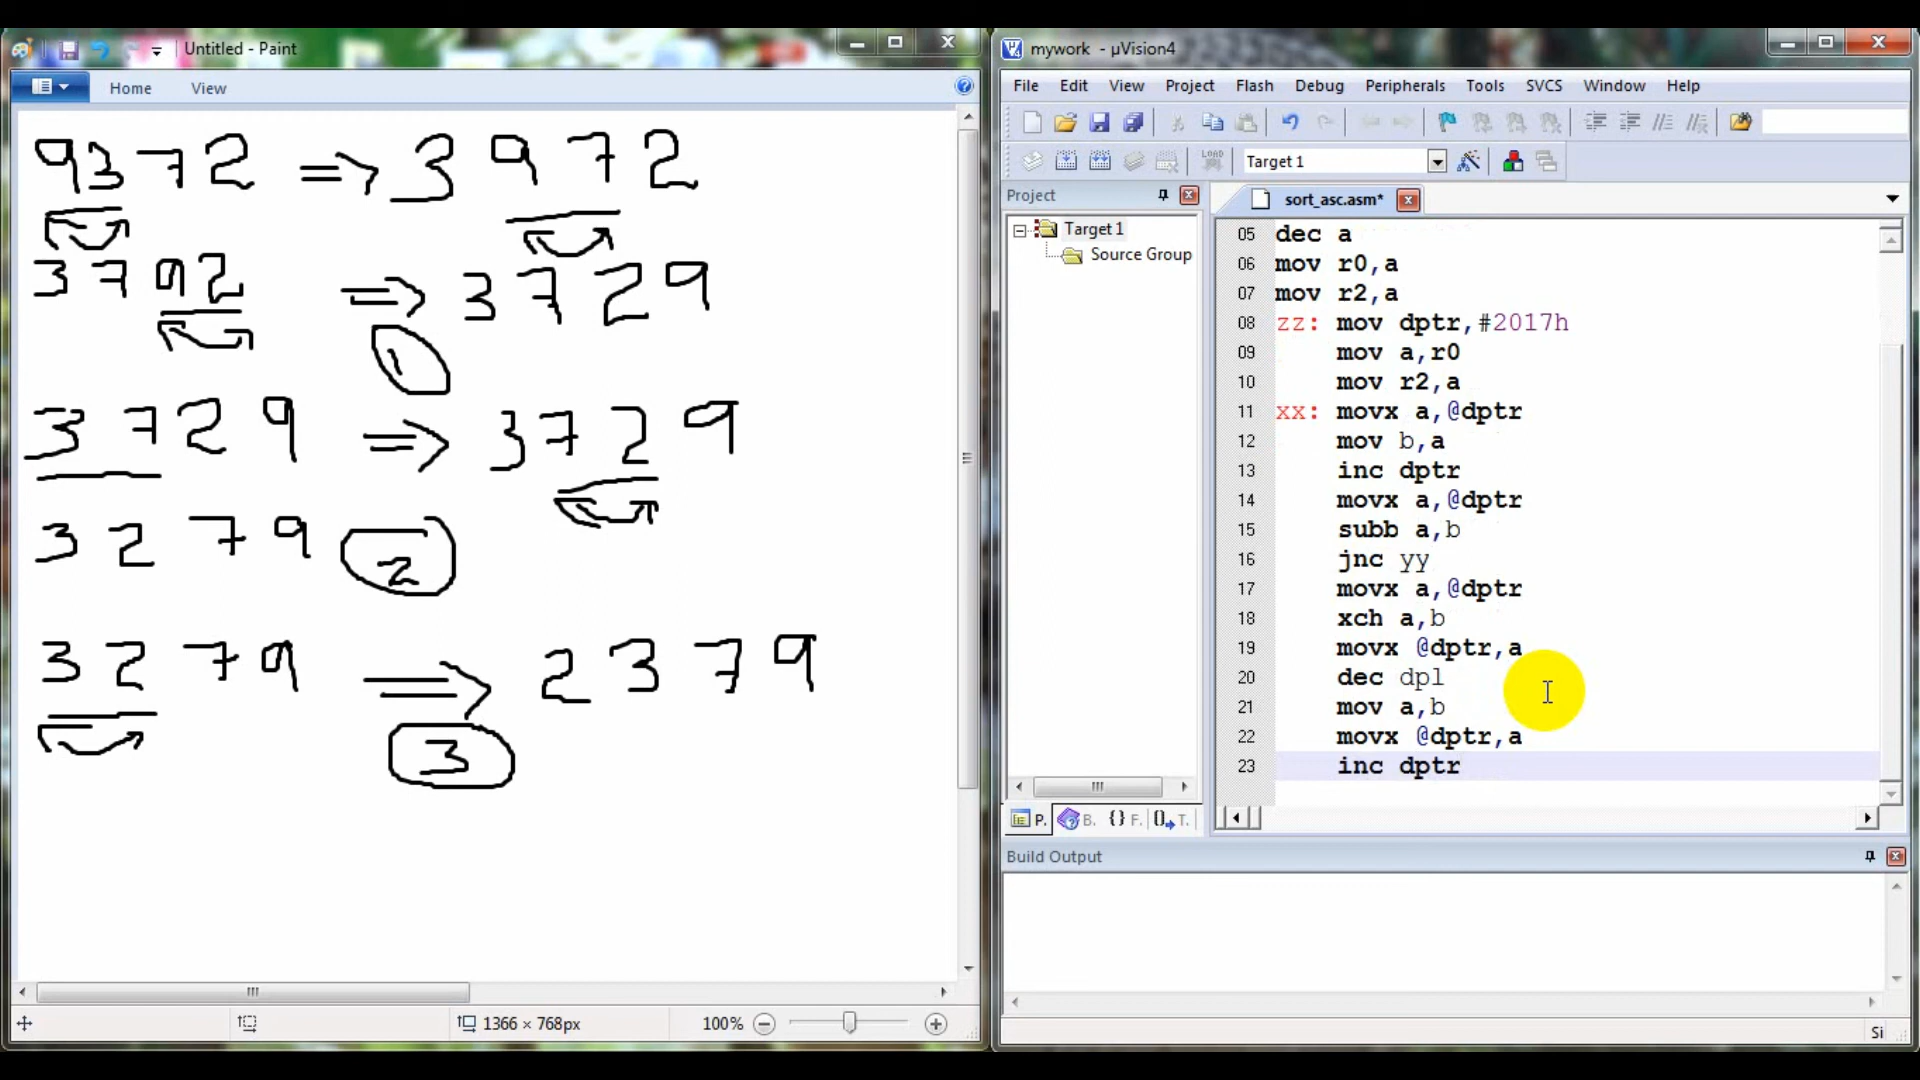 Untitled - Paint
Home View
9372 => 3972
3792 => 3729
1
3729 => 3729
3279 2
3279 => 2379
3
1366 × 768px
100%
mywork - µVision4
File Edit View Project Flash Debug Peripherals Tools SVCS Window Help
LOAD
Target 1
Project
sort_asc.asm*
Target 1
Source Group
05 dec a
06 mov r0,a
07 mov r2,a
08 zz: mov dptr,#2017h
09 mov a,r0
10 mov r2,a
11 xx: movx a,@dptr
12 mov b,a
13 inc dptr
14 movx a,@dptr
15 subb a,b
16 jnc yy
17 movx a,@dptr
18 xch a,b
19 movx @dptr,a
20 dec dpl
21 mov a,b
22 movx @dptr,a
23 inc dptr
P. B. {} F. T.
Build Output
Si